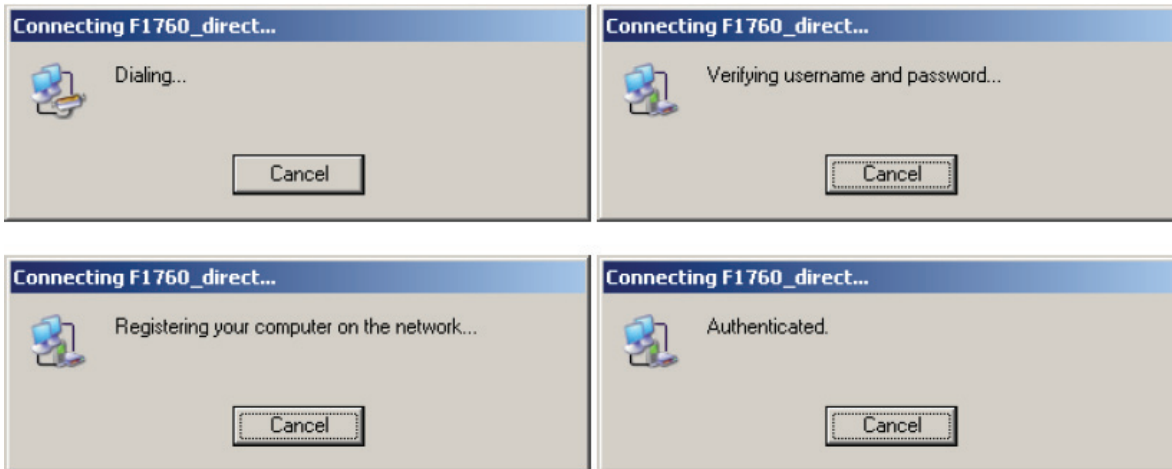 Connecting F1760_direct...
Dialing...
Cancel
Connecting F1760_direct...
Verifying username and password...
Cancel
Connecting F1760_direct...
Registering your computer on the network...
Cancel
Connecting F1760_direct...
Authenticated.
Cancel